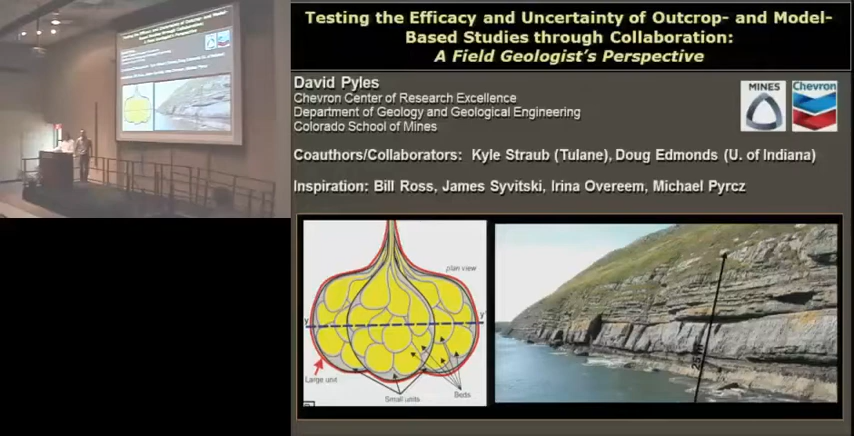 Testing the Efficacy and Uncertainty of Outcrop- and Model-
Based Studies through Collaboration:
A Field Geologist's Perspective
David Pyles
Chevron Center of Research Excellence
Department of Geology and Geological Engineering
Colorado School of Mines
MINES
Chevron
Coauthors/Collaborators: Kyle Straub (Tulane), Doug Edmonds (U. of Indiana)
Inspiration: Bill Ross, James Syvitski, Irina Overeem, Michael Pyrcz
plan view
y
y'
Large unit
Small units
Beds